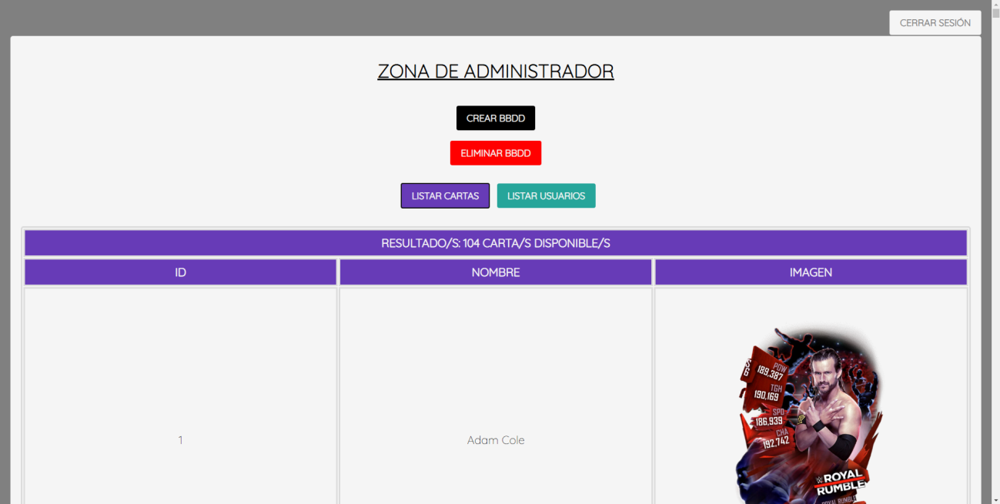 CERRAR SESIÓN
ZONA DE ADMINISTRADOR
CREAR BBDD
ELIMINAR BBDD
LISTAR CARTAS
LISTAR USUARIOS
RESULTADO/S: 104 CARTA/S DISPONIBLE/S
ID
NOMBRE
IMAGEN
1
Adam Cole
POW
189,387
TGH
190,169
SPD
186,939
CHA
192,742
ROYAL
RUMBLE
ROYAL RUMBLE